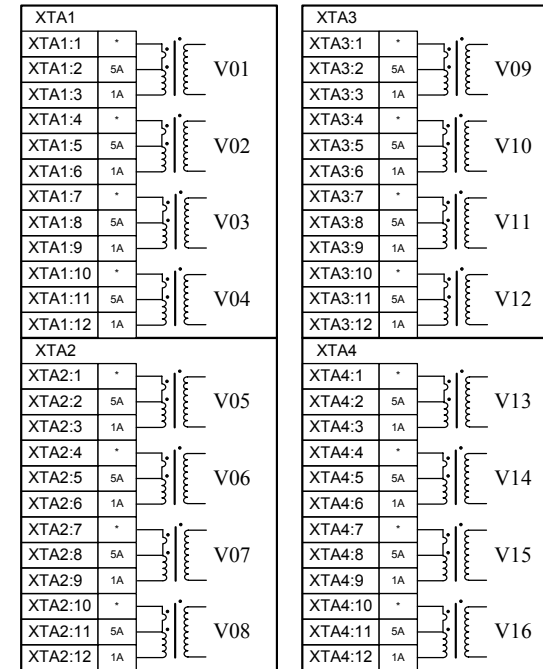 XTA1
XTA1:1 *
XTA1:2 5A V01
XTA1:3 1A
XTA1:4 *
XTA1:5 5A V02
XTA1:6 1A
XTA1:7 *
XTA1:8 5A V03
XTA1:9 1A
XTA1:10 *
XTA1:11 5A V04
XTA1:12 1A
XTA2
XTA2:1 *
XTA2:2 5A V05
XTA2:3 1A
XTA2:4 *
XTA2:5 5A V06
XTA2:6 1A
XTA2:7 *
XTA2:8 5A V07
XTA2:9 1A
XTA2:10 *
XTA2:11 5A V08
XTA2:12 1A
XTA3
XTA3:1 *
XTA3:2 5A V09
XTA3:3 1A
XTA3:4 *
XTA3:5 5A V10
XTA3:6 1A
XTA3:7 *
XTA3:8 5A V11
XTA3:9 1A
XTA3:10 *
XTA3:11 5A V12
XTA3:12 1A
XTA4
XTA4:1 *
XTA4:2 5A V13
XTA4:3 1A
XTA4:4 *
XTA4:5 5A V14
XTA4:6 1A
XTA4:7 *
XTA4:8 5A V15
XTA4:9 1A
XTA4:10 *
XTA4:11 5A V16
XTA4:12 1A